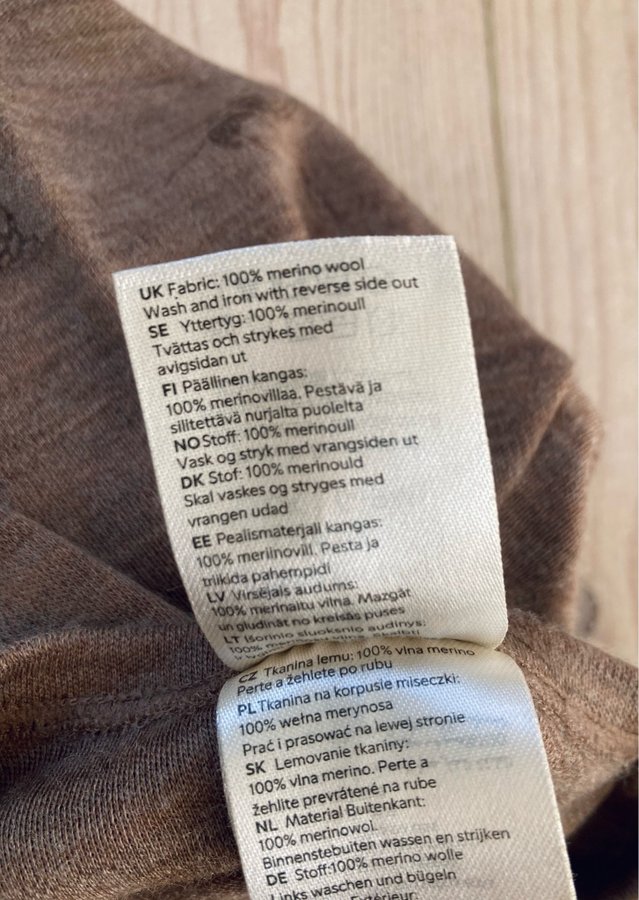 UK Fabric: 100% merino wool
Wash and iron with reverse side out
SE Yttertyg: 100% merinoull
Tvättas och strykes med
avigsidan ut
FI Päällinen kangas:
100% merinovillaa. Pestävä ja
silitettävä nurjalta puolelta
NO Stoff: 100% merinoull
Vask og stryk med vrangsiden ut
DK Stof: 100% merinould
Skal vaskes og stryges med
vrangen udad
EE Pealismaterjali kangas:
100% meriinovill. Pesta ja
triikida pahempidi
LV Virsējais audums:
100% merinaitu vilna. Mazgāt
un gludināt no kreisās puses
LT Išorinio sluoksnio audinys:
CZ Tkanina lemu: 100% vlna merino
Perte a žehlete po rubu
PL Tkanina na korpusie miseczki:
100% wełna merynosa
Prać i prasować na lewej stronie
SK Lemovanie tkaniny:
100% vlna merino. Perte a
žehlite prevrátené na rube
NL Material Buitenkant:
100% merinowol.
Binnenstebuiten wassen en strijken
DE Stoff:100% merino wolle
Links waschen und bügeln
Extérieur: